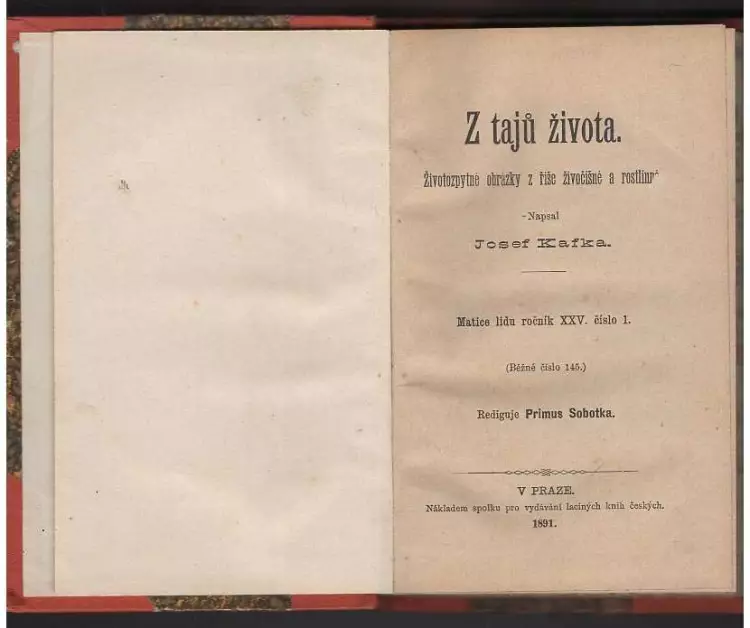 Z tajů života.
Životozpytné obrázky z říše živočišné a rostlinné
Napsal
Josef Kafka.
Matice lidu ročník XXV. číslo 1.
(Běžné číslo 145.)
Rediguje Primus Sobotka.
V PRAZE.
Nákladem spolku pro vydávání laciných knih českých.
1891.